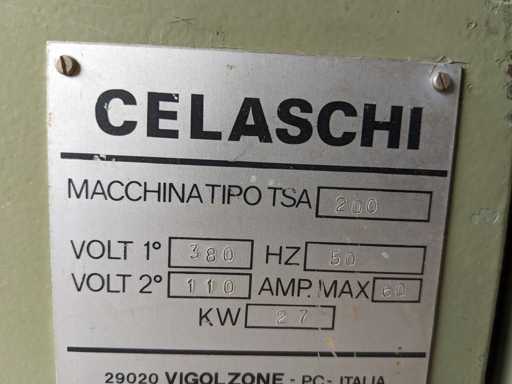 CELASCHI
MACCHINA TIPO TSA 200
VOLT 1° 380 HZ 50
VOLT 2° 110 AMP. MAX 60
KW 27
29020 VIGOLZONE - PC - ITALIA